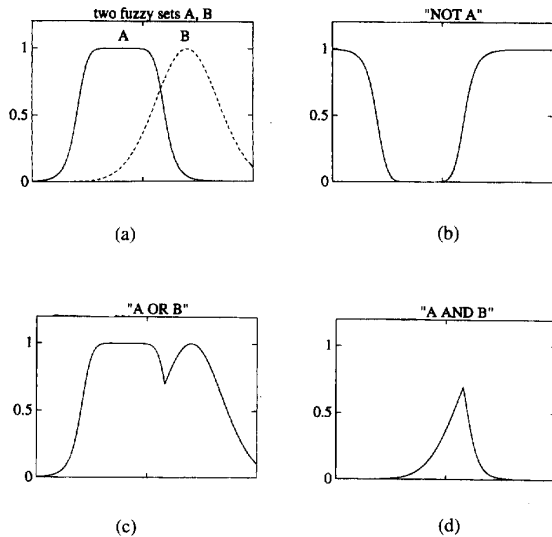 two fuzzy sets A, B
A
B
1
0.5
0
(a)
"NOT A"
1
0.5
0
(b)
"A OR B"
1
0.5
0
(c)
"A AND B"
1
0.5
0
(d)